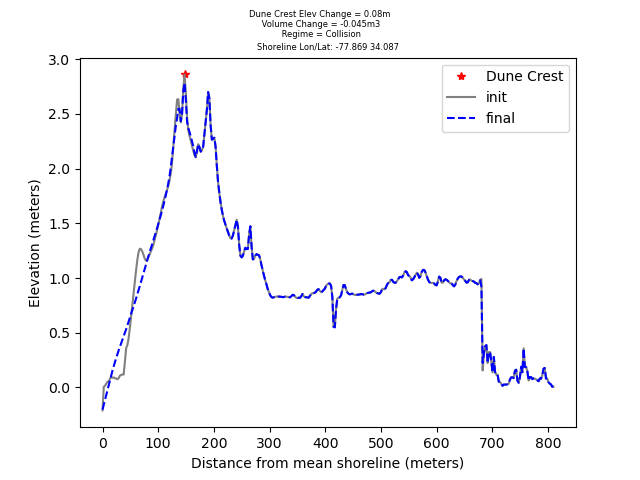 Dune Crest Elev Change = 0.08m
Volume Change = -0.045m3
Regime = Collision
Shoreline Lon/Lat: -77.869 34.087
3.0
2.5
2.0
1.5
1.0
0.5
0.0
Elevation (meters)
Dune Crest
init
final
0 100 200 300 400 500 600 700 800
Distance from mean shoreline (meters)